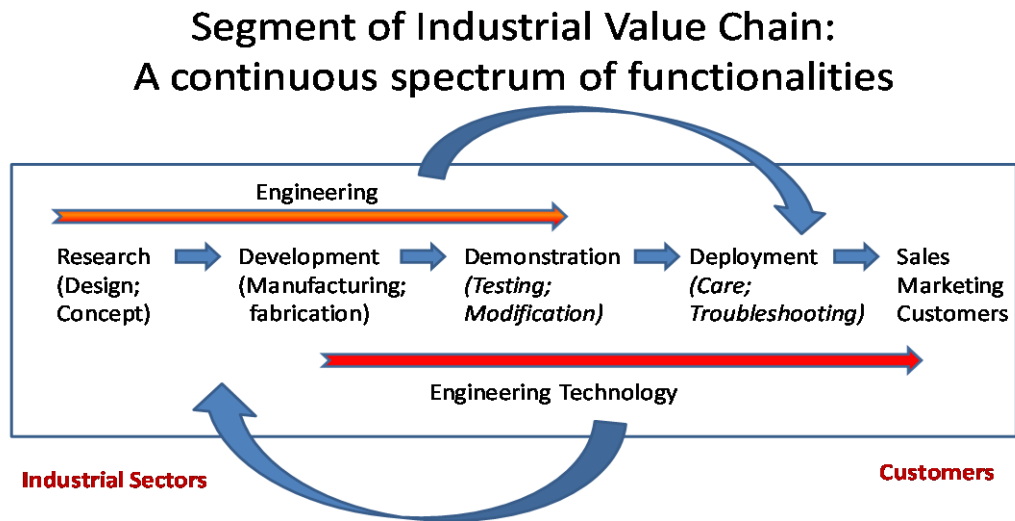 Segment of Industrial Value Chain:
A continuous spectrum of functionalities
Engineering
Research
(Design;
Concept)
Development
(Manufacturing;
fabrication)
Demonstration
(Testing;
Modification)
Deployment
(Care;
Troubleshooting)
Sales
Marketing
Customers
Engineering Technology
Industrial Sectors
Customers